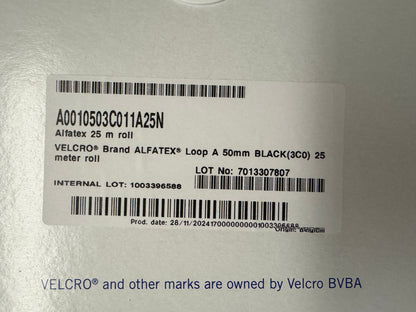 A0010503C011A25N
Alfatex 25 m roll
VELCRO® Brand ALFATEX® Loop A 50mm BLACK(3C0) 25
meter roll
LOT No: 7013307807
INTERNAL LOT: 1003396588
Prod. date: 28/11/2024
Origin:
VELCRO® and other marks are owned by Velcro BVBA